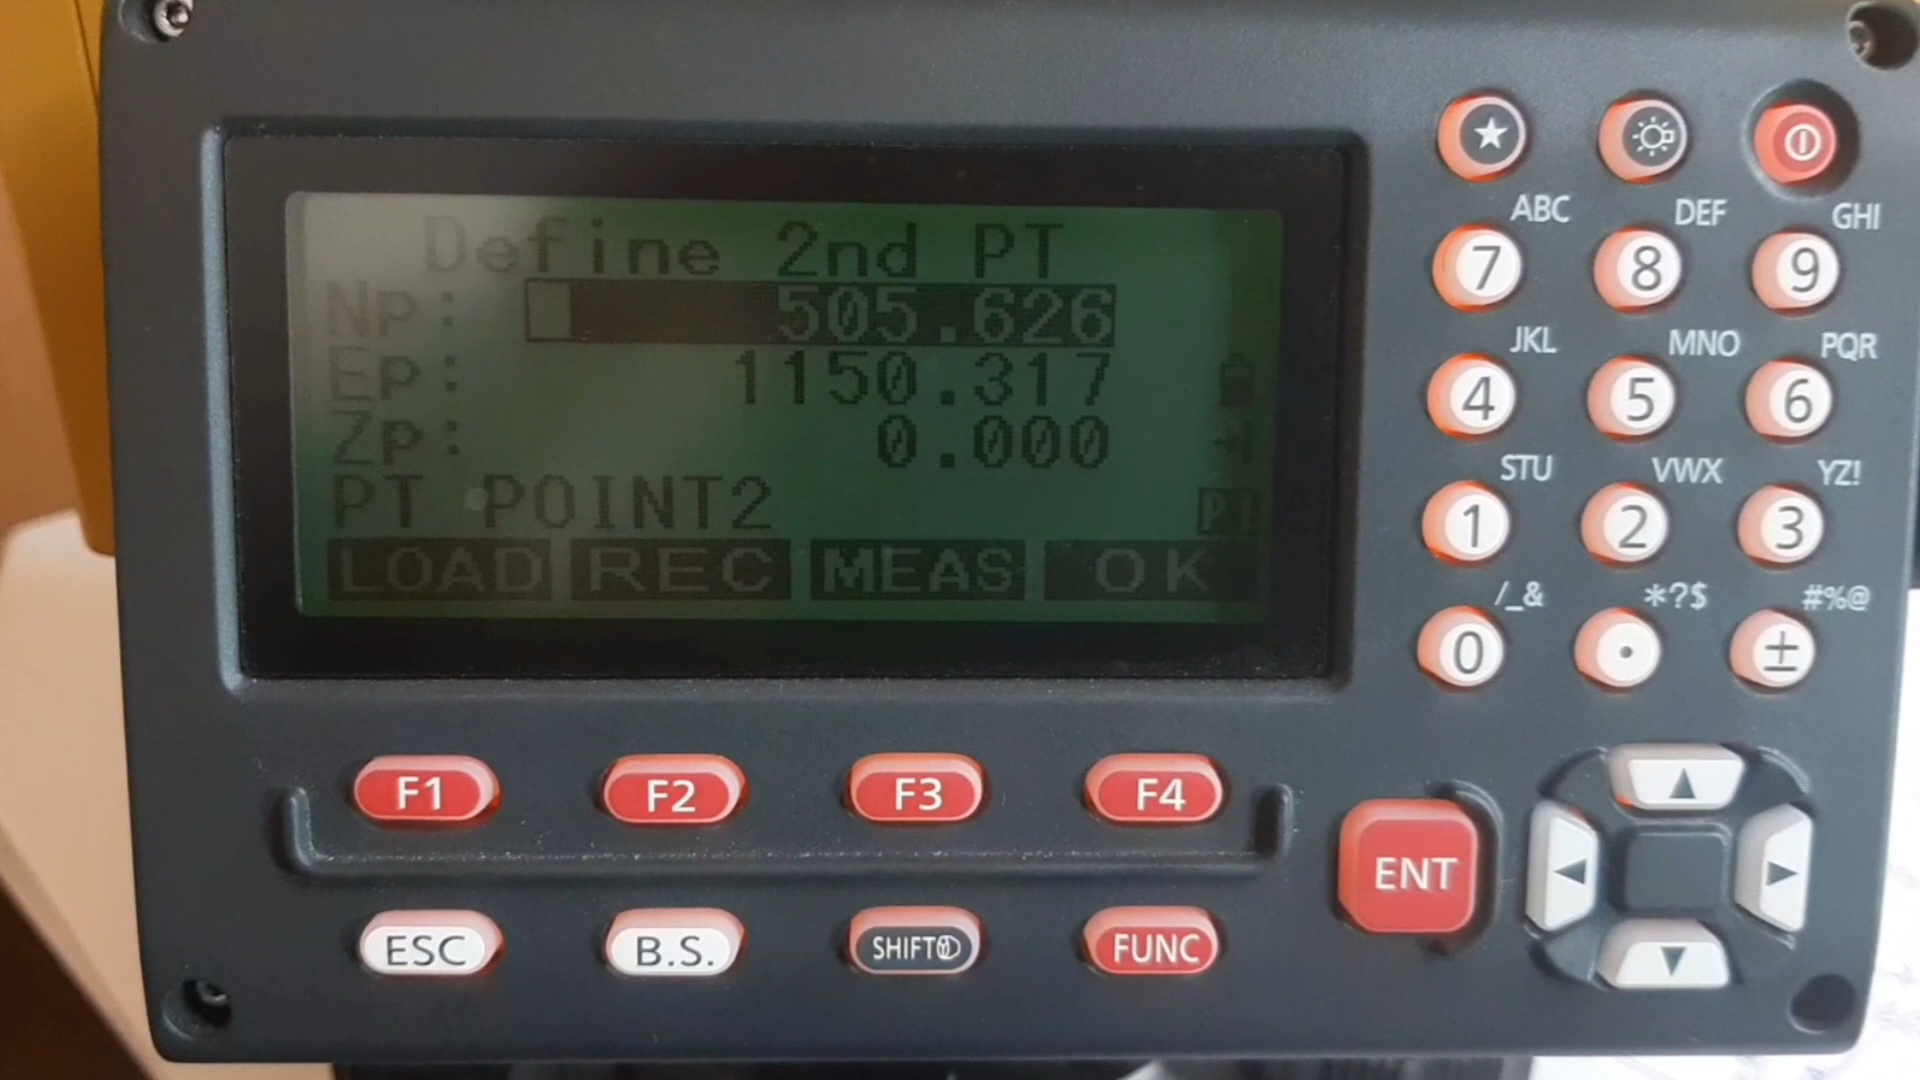 Define 2nd PT
Np: 505.626
Ep: 1150.317
Zp: 0.000
PT POINT2 P1
LOAD REC MEAS OK
ABC DEF GHI
7 8 9
JKL MNO PQR
4 5 6
STU VWX YZ!
1 2 3
/_& *?$ #%@
0 . ±
F1 F2 F3 F4
ENT
ESC B.S. SHIFT FUNC